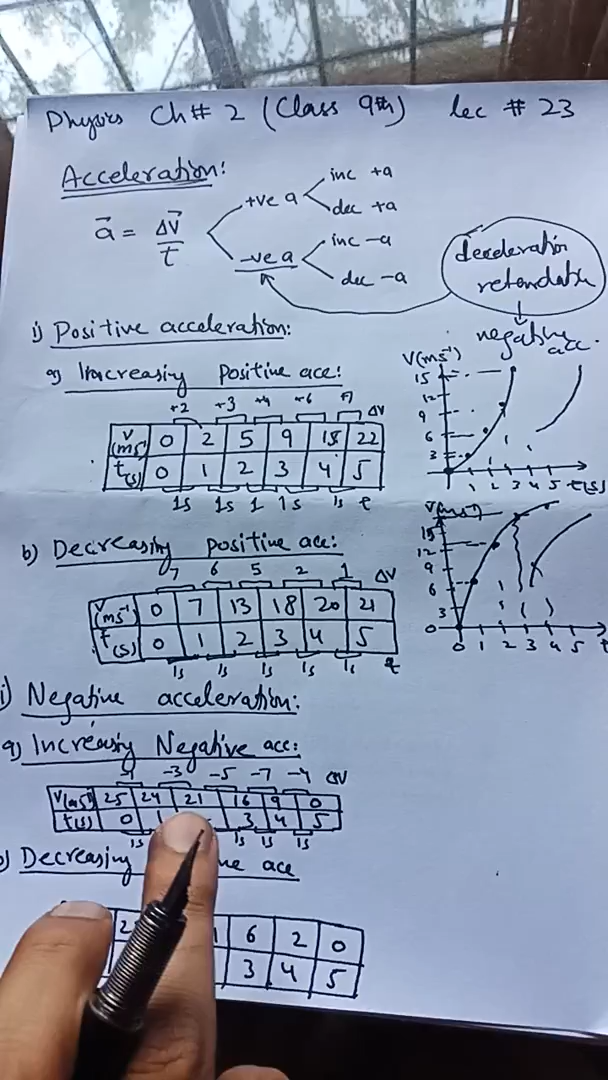 Physics Ch # 2 (Class 9th) lec # 23
Acceleration:
a = ΔV / t
+ve a
inc +a
dec +a
-ve a
inc -a
dec -a
deceleration
retardation
negative acc.
i) Positive acceleration:
a) Increasing positive acc:
+2 +3 +4 +6 +7 ΔV
V (ms⁻¹) 0 2 5 9 15 22
t(s) 0 1 2 3 4 5
1s 1s 1 1s 1s t
V(ms⁻¹)
15
12
9
6
3
1 2 3 4 5 t(s)
b) Decreasing positive acc:
7 6 5 2 1 ΔV
V (ms⁻¹) 0 7 13 18 20 21
t(s) 0 1 2 3 4 5
1s 1s 1s 1s 1s t
V(ms⁻¹)
15
12
9
6
3
0
0 1 2 3 4 5 t
i) Negative acceleration:
a) Increasing Negative acc:
-1 -3 -5 -7 -9 ΔV
V(ms⁻¹) 25 24 21 16 9 0
t(s) 0 1 3 4 5
1s 1s 1s 1s
) Decreasing ve acc
2 1 6 2 0
3 4 5